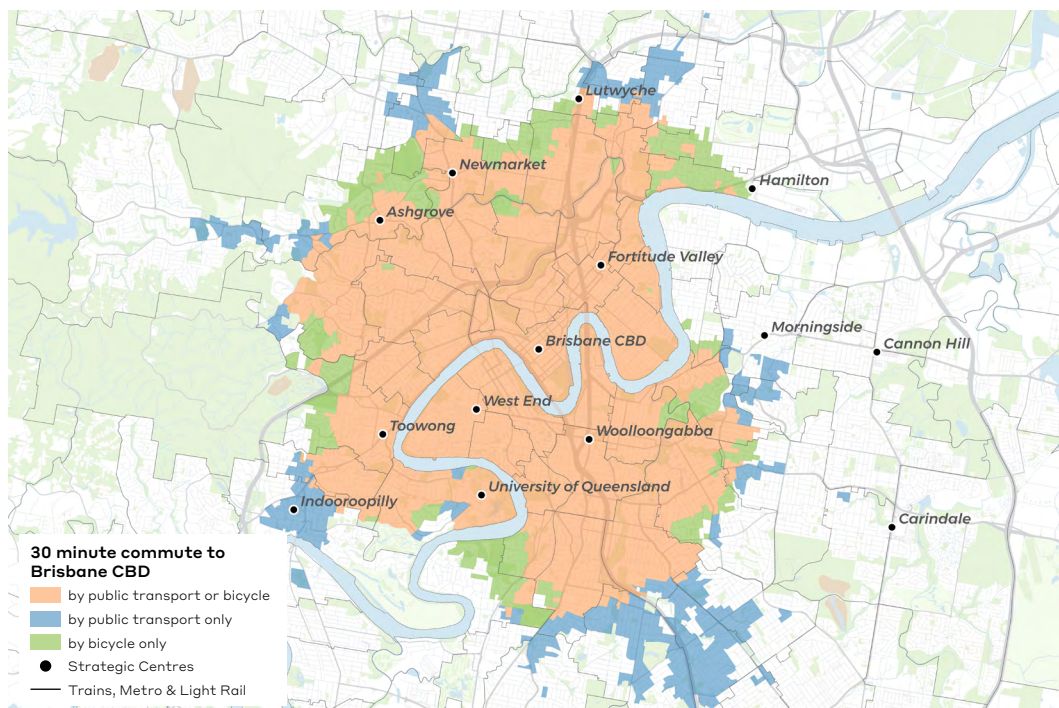 Lutwyche
Newmarket
Hamilton
Ashgrove
Fortitude Valley
Morningside
Brisbane CBD
Cannon Hill
West End
Toowong
Woolloongabba
University of Queensland
Indooroopilly
Carindale
30 minute commute to
Brisbane CBD
by public transport or bicycle
by public transport only
by bicycle only
Strategic Centres
Trains, Metro & Light Rail